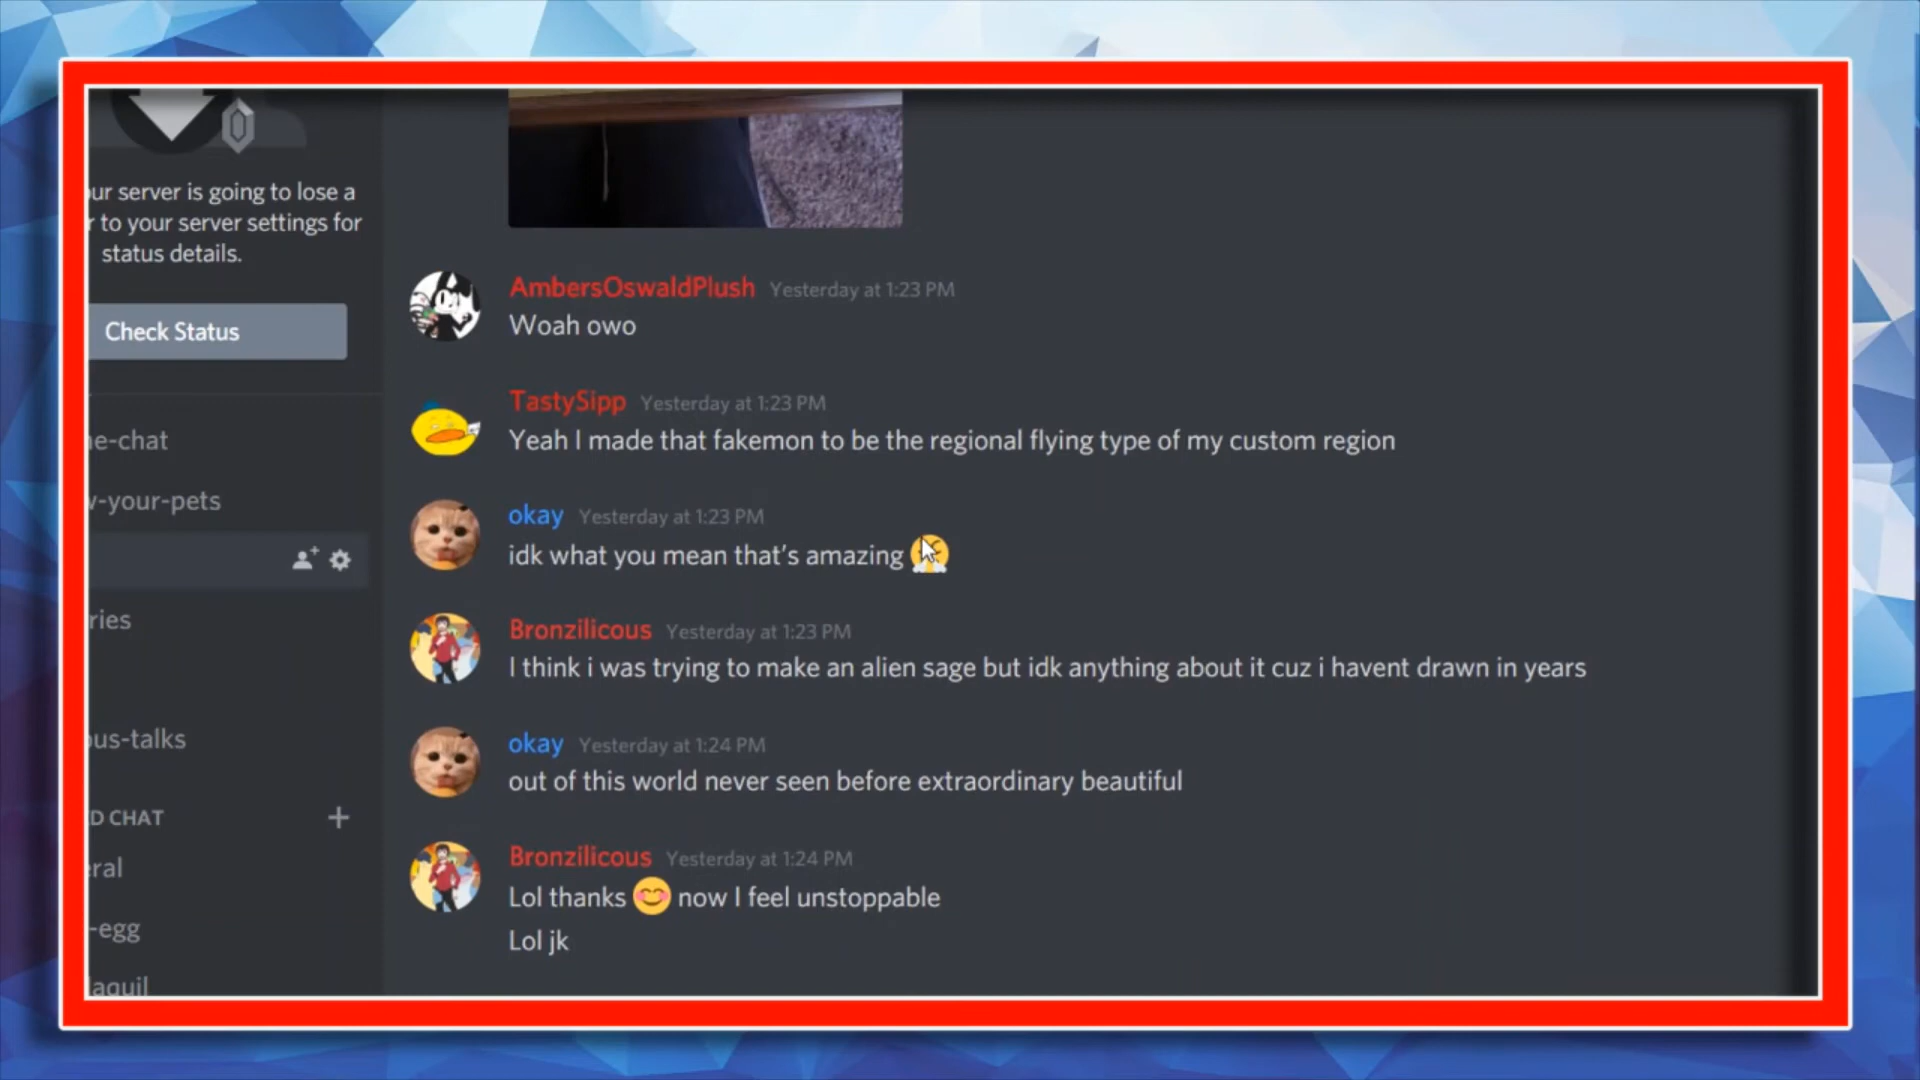 ur server is going to lose a
r to your server settings for
status details.
Check Status
e-chat
-your-pets
ries
ous-talks
D CHAT
eral
-egg
laquil
AmbersOswaldPlush Yesterday at 1:23 PM
Woah owo
TastySipp Yesterday at 1:23 PM
Yeah I made that fakemon to be the regional flying type of my custom region
okay Yesterday at 1:23 PM
idk what you mean that's amazing
Bronzilicous Yesterday at 1:23 PM
I think i was trying to make an alien sage but idk anything about it cuz i havent drawn in years
okay Yesterday at 1:24 PM
out of this world never seen before extraordinary beautiful
Bronzilicous Yesterday at 1:24 PM
Lol thanks 😊 now I feel unstoppable
Lol jk